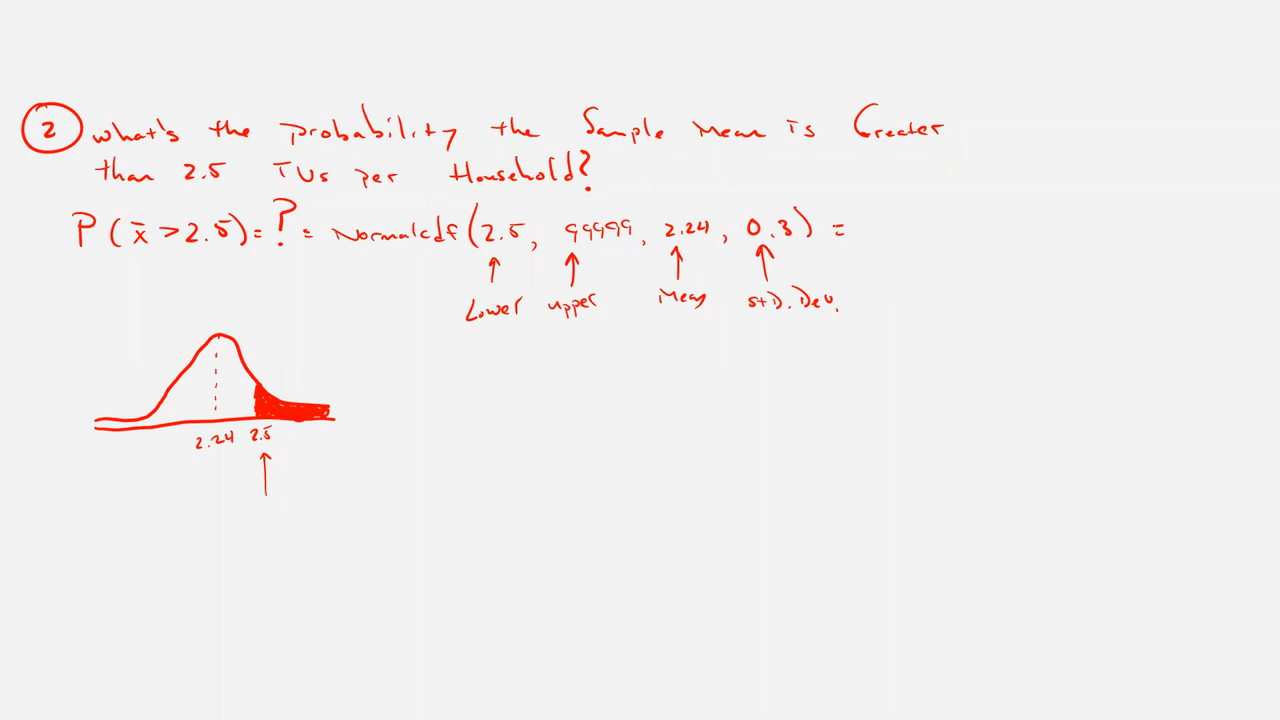 2 What's the probability the Sample Mean is Greater
than 2.5 TVs per Household?
P(x̄ > 2.5) = ? = Normalcdf(2.5, 99999, 2.24, 0.3) =
Lower upper Mean STD. Dev.
2.24 2.5